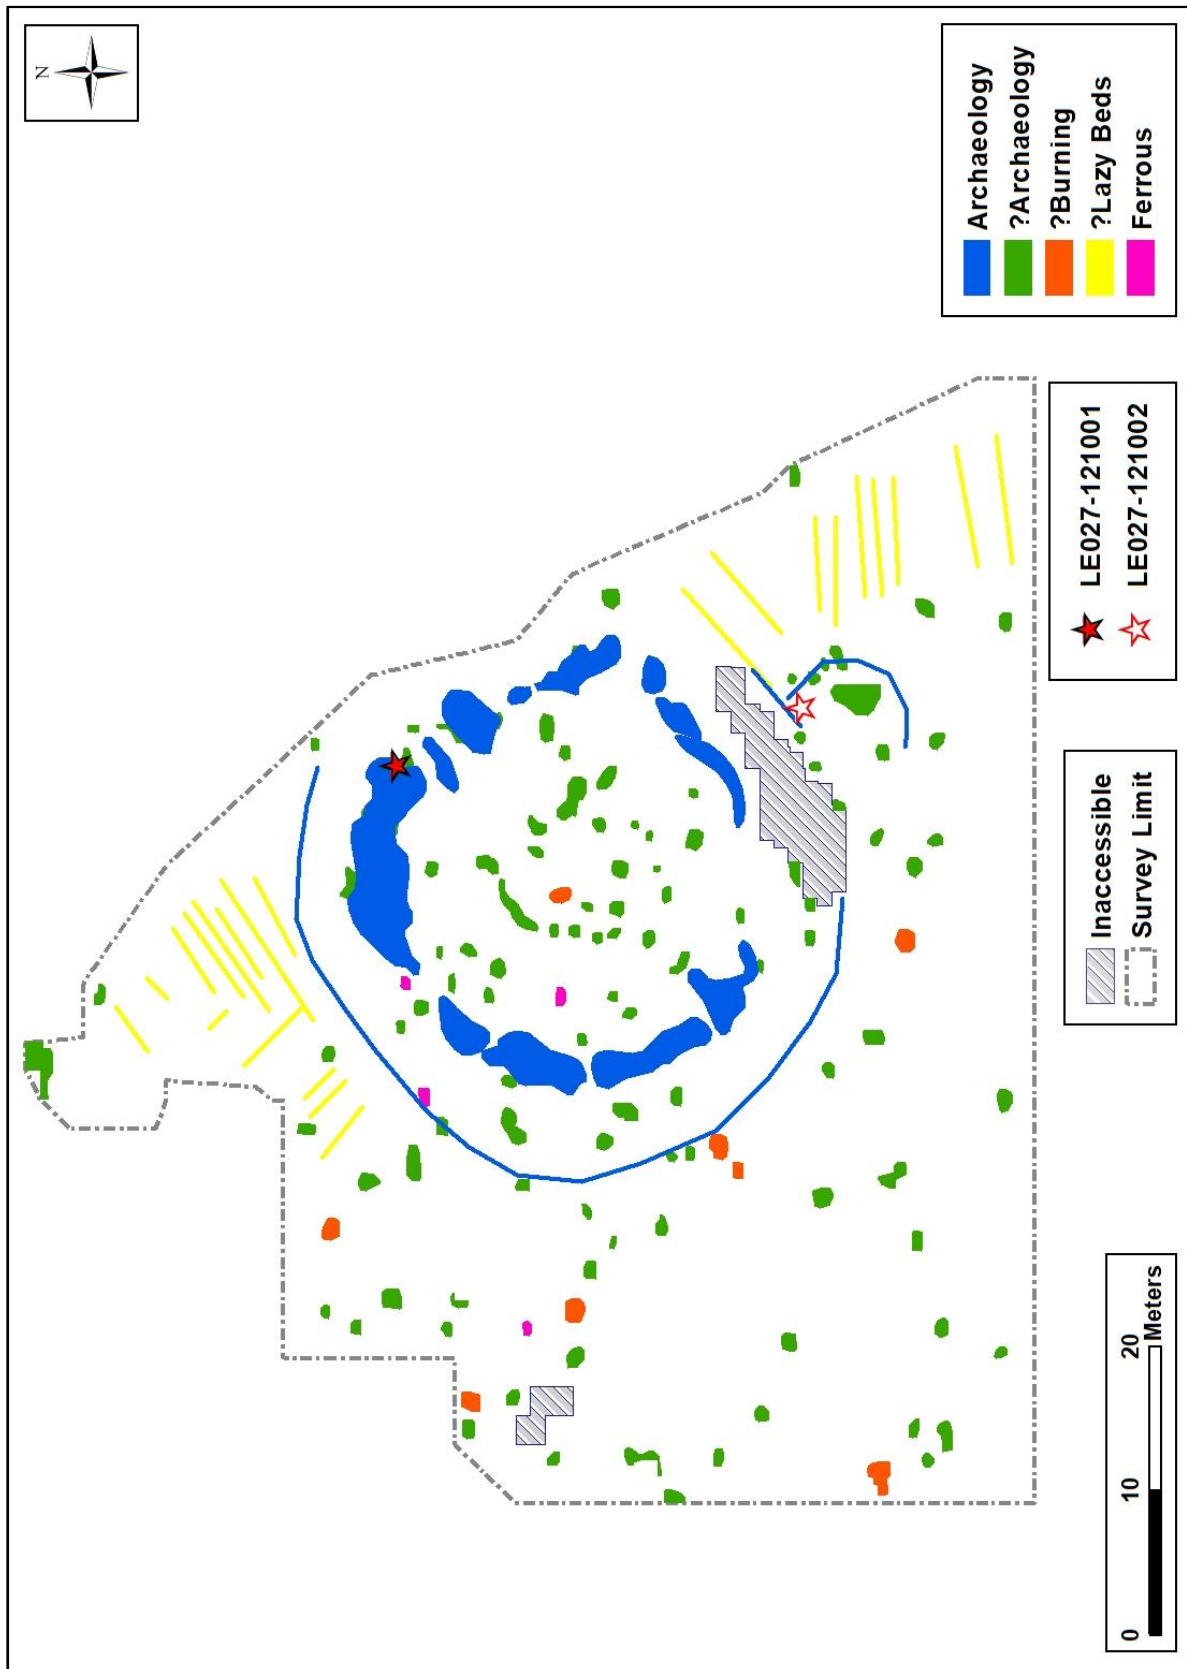 N
Archaeology
?Archaeology
?Burning
?Lazy Beds
Ferrous
LE027-121001
LE027-121002
Inaccessible
Survey Limit
0 10 20
Meters